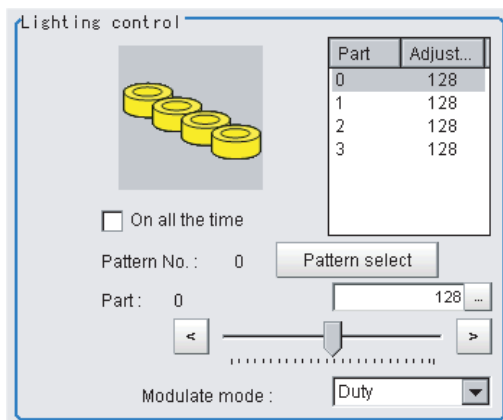 Lighting control
Part Adjust...
0 128
1 128
2 128
3 128
On all the time
Pattern No. : 0 Pattern select
Part : 0 128 ...
< >
Modulate mode : Duty